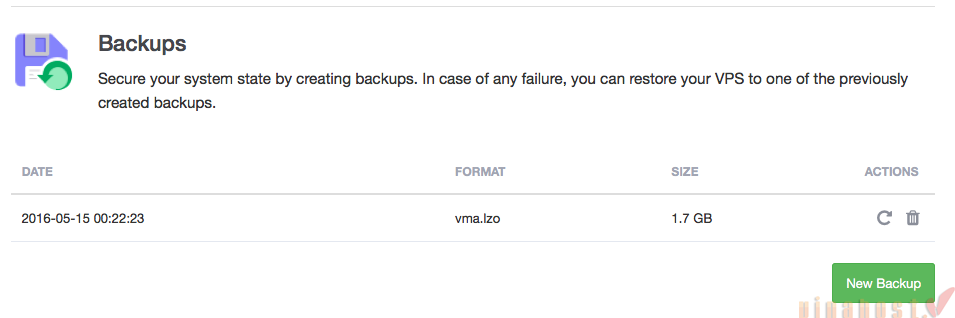 Backups
Secure your system state by creating backups. In case of any failure, you can restore your VPS to one of the previously
created backups.
DATE FORMAT SIZE ACTIONS
2016-05-15 00:22:23 vma.lzo 1.7 GB
New Backup